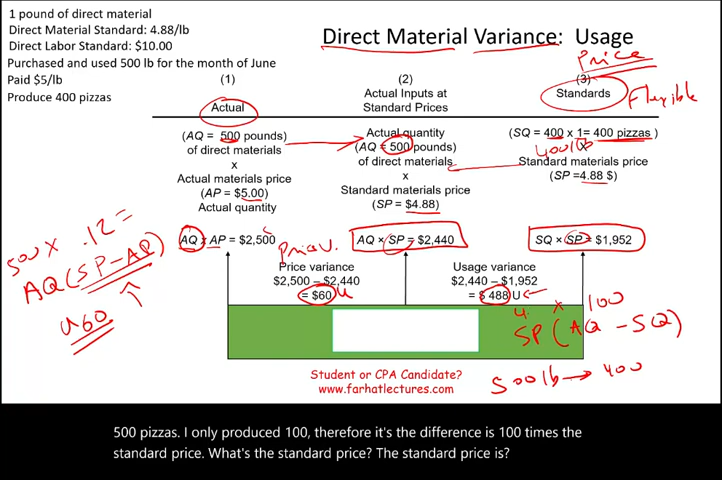 1 pound of direct material
Direct Material Standard: 4.88/lb
Direct Labor Standard: $10.00
Purchased and used 500 lb for the month of June
Paid $5/lb
Produce 400 pizzas
Direct Material Variance: Usage
Price
(1)
Actual
(2)
Actual Inputs at
Standard Prices
(3)
Standards
Flexible
(AQ = 500 pounds)
of direct materials
x
Actual materials price
(AP = $5.00)
Actual quantity
Actual quantity
(AQ = 500 pounds)
of direct materials
x
Standard materials price
(SP = $4.88)
(SQ = 400 x 1= 400 pizzas )
400 lb
x
Standard materials price
(SP =4.88 $)
500 x .12 =
AQ (SP-AP)
U 60
AQ x AP = $2,500
AQ × SP = $2,440
SQ × SP = $1,952
Price V.
Price variance
$2,500 – $2,440
= $60 U
Usage variance
$2,440 – $1,952
= $ 488 U
4. x 100
SP (AQ - SQ)
500 lb → 400
Student or CPA Candidate?
www.farhatlectures.com
500 pizzas. I only produced 100, therefore it's the difference is 100 times the
standard price. What's the standard price? The standard price is?